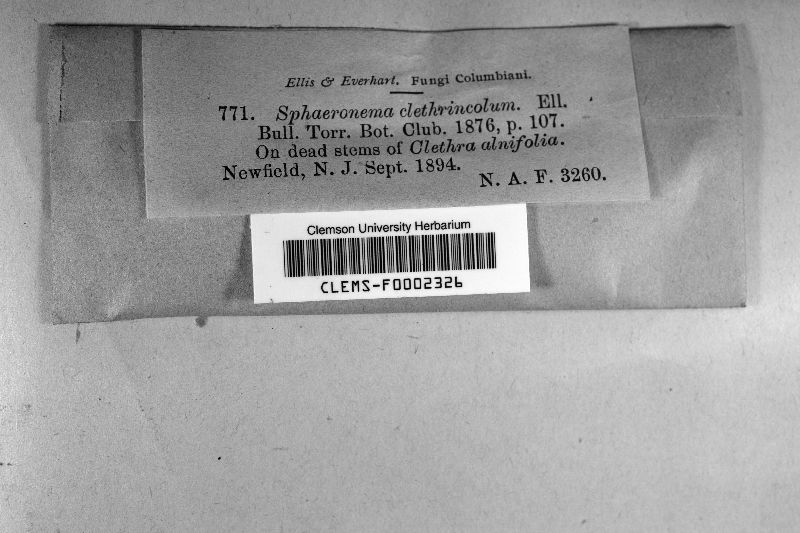 Ellis & Everhart. Fungi Columbiani.
771. Sphaeronema clethrincolum. Ell.
Bull. Torr. Bot. Club. 1876, p. 107.
On dead stems of Clethra alnifolia.
Newfield, N. J. Sept. 1894.
N. A. F. 3260.
Clemson University Herbarium
CLEMS-F0002326